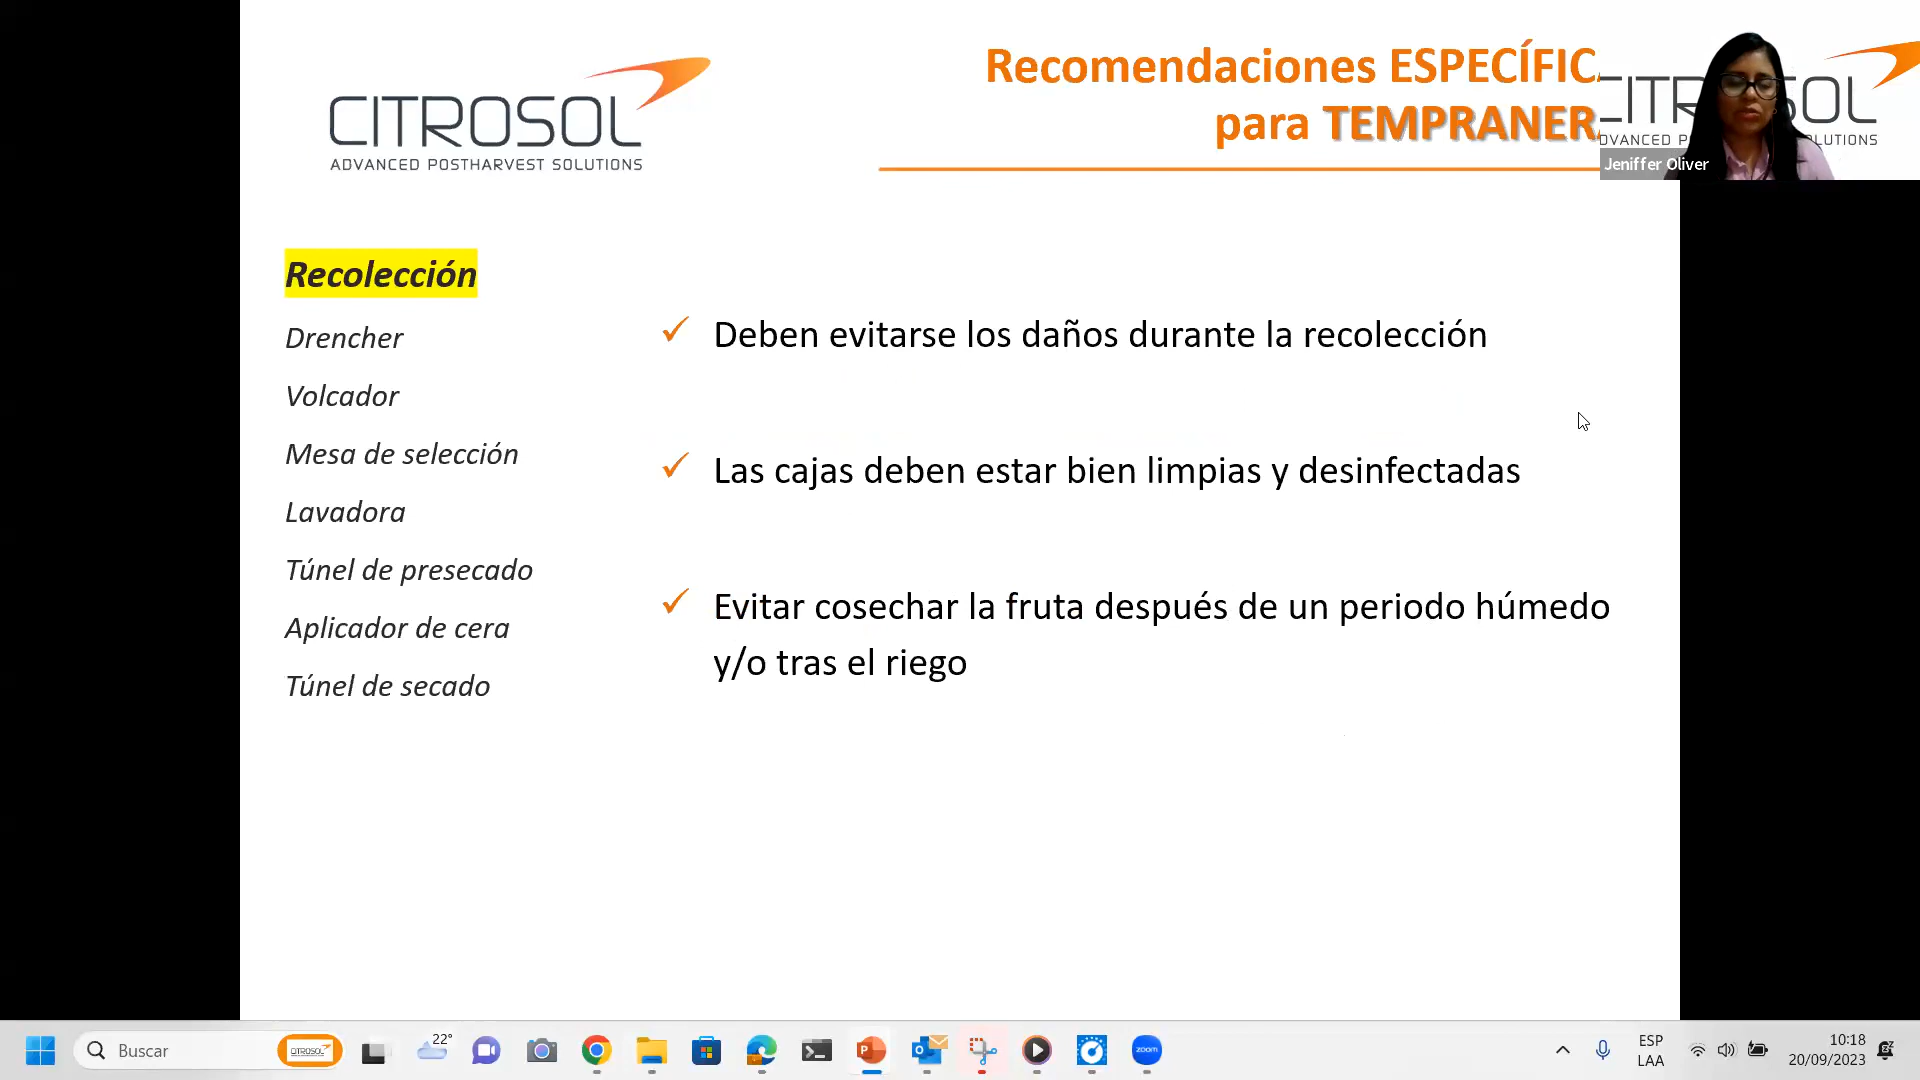 CITROSOL
ADVANCED POSTHARVEST SOLUTIONS
Recomendaciones ESPECÍFIC
para TEMPRANER
Jeniffer Oliver
Recolección
Drencher
Volcador
Mesa de selección
Lavadora
Túnel de presecado
Aplicador de cera
Túnel de secado
Deben evitarse los daños durante la recolección
Las cajas deben estar bien limpias y desinfectadas
Evitar cosechar la fruta después de un periodo húmedo
y/o tras el riego
Buscar
CITROSOL
22°
zoom
ESP
LAA
10:18
20/09/2023